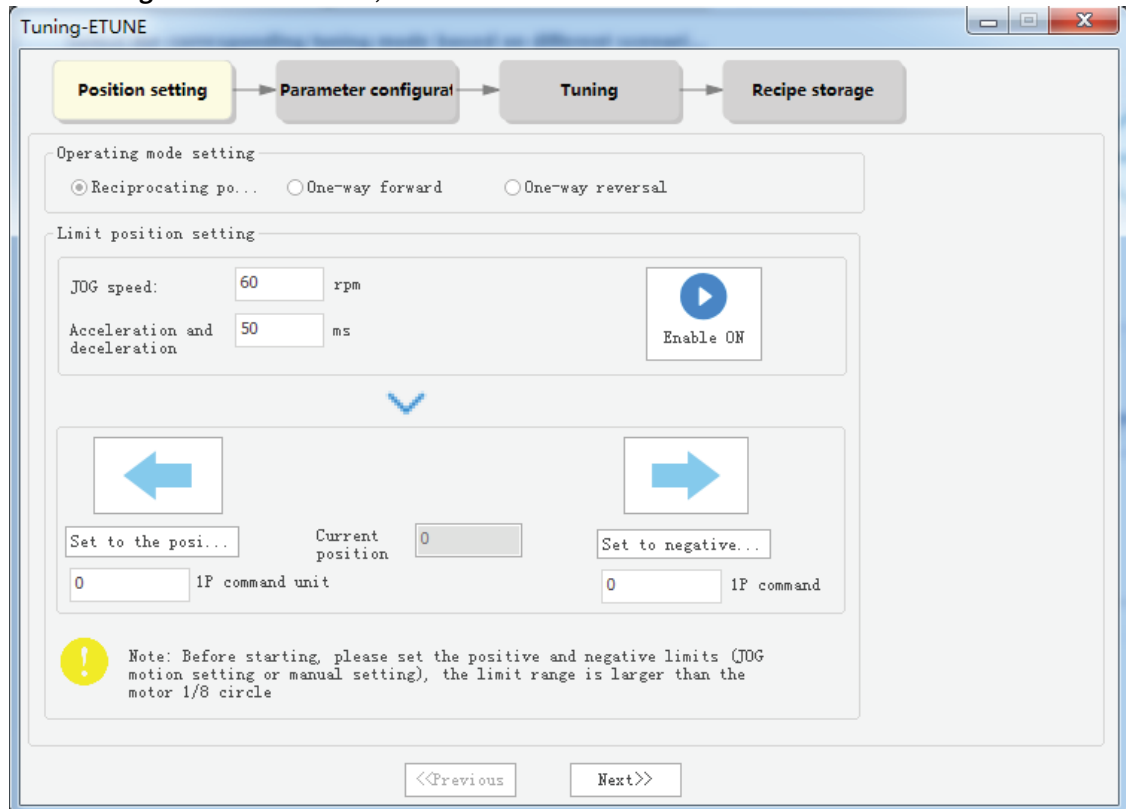 Tuning-ETUNE
Position setting
Parameter configurat
Tuning
Recipe storage
Operating mode setting
Reciprocating po... One-way forward One-way reversal
Limit position setting
JOG speed: 60 rpm
Acceleration and
deceleration
50 ms
Enable ON
Set to the posi...
Current
position
0
Set to negative...
0 1P command unit
0 1P command
Note: Before starting, please set the positive and negative limits (JOG
motion setting or manual setting), the limit range is larger than the
motor 1/8 circle
<<Previous
Next>>